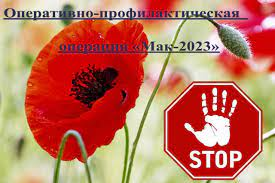 Оперативно-профилактическая
операция «Мак-2023»
STOP